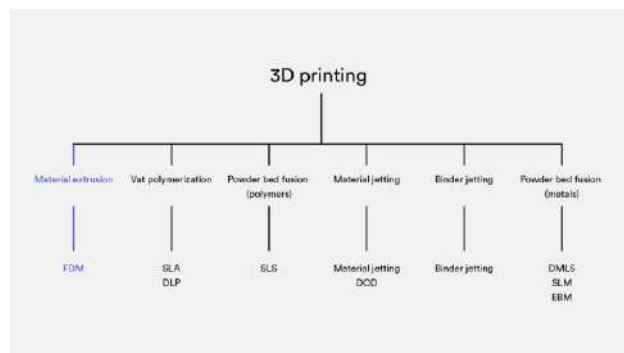 3D printing
Material extrusion
Vat polymerization
Powder bed fusion
(polymers)
Material jetting
Binder jetting
Powder bed fusion
(metals)
FDM
SLA
DLP
SLS
Material jetting
DOD
Binder jetting
DMLS
SLM
EBM